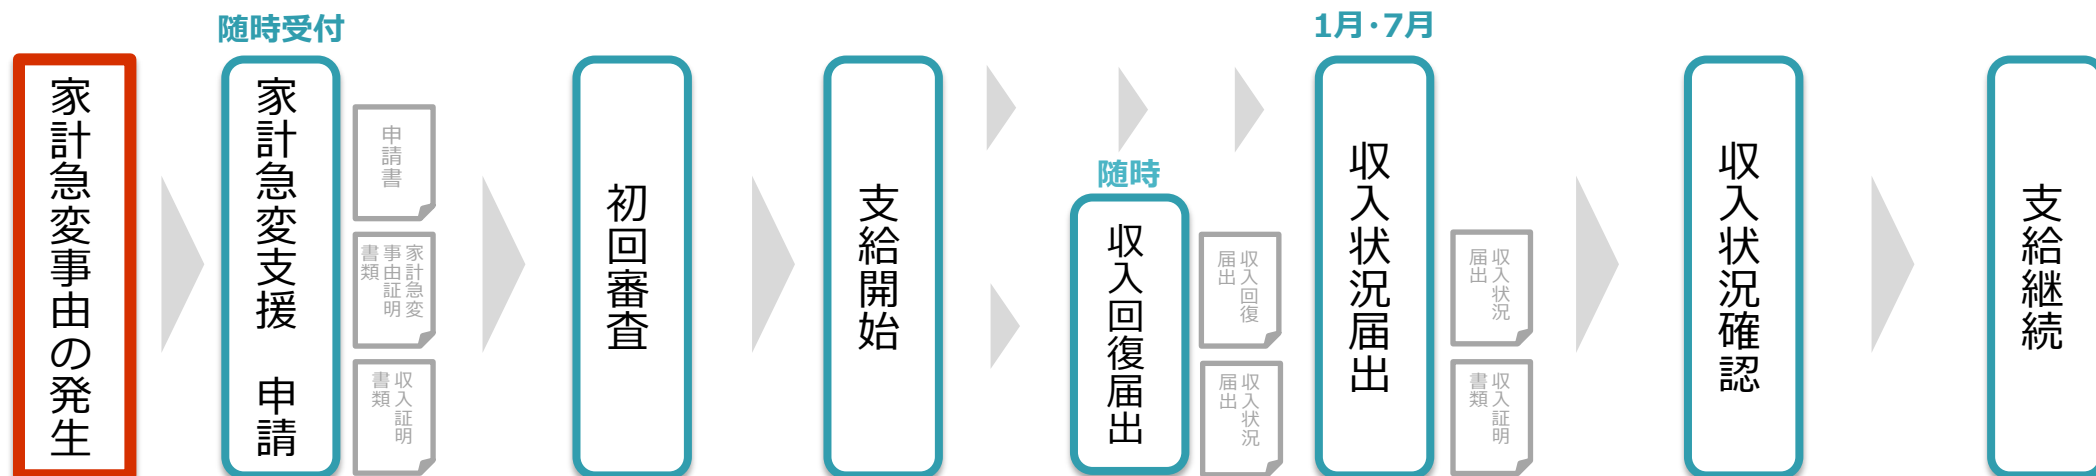 家計急変事由の発生
随時受付
家計急変支援　申請
申請書
家計急変
事由証明
書類
収入証明
書類
初回審査
支給開始
随時
収入回復届出
収入回復
届出
収入状況
届出
1月・7月
収入状況届出
収入状況
届出
収入証明
書類
収入状況確認
支給継続